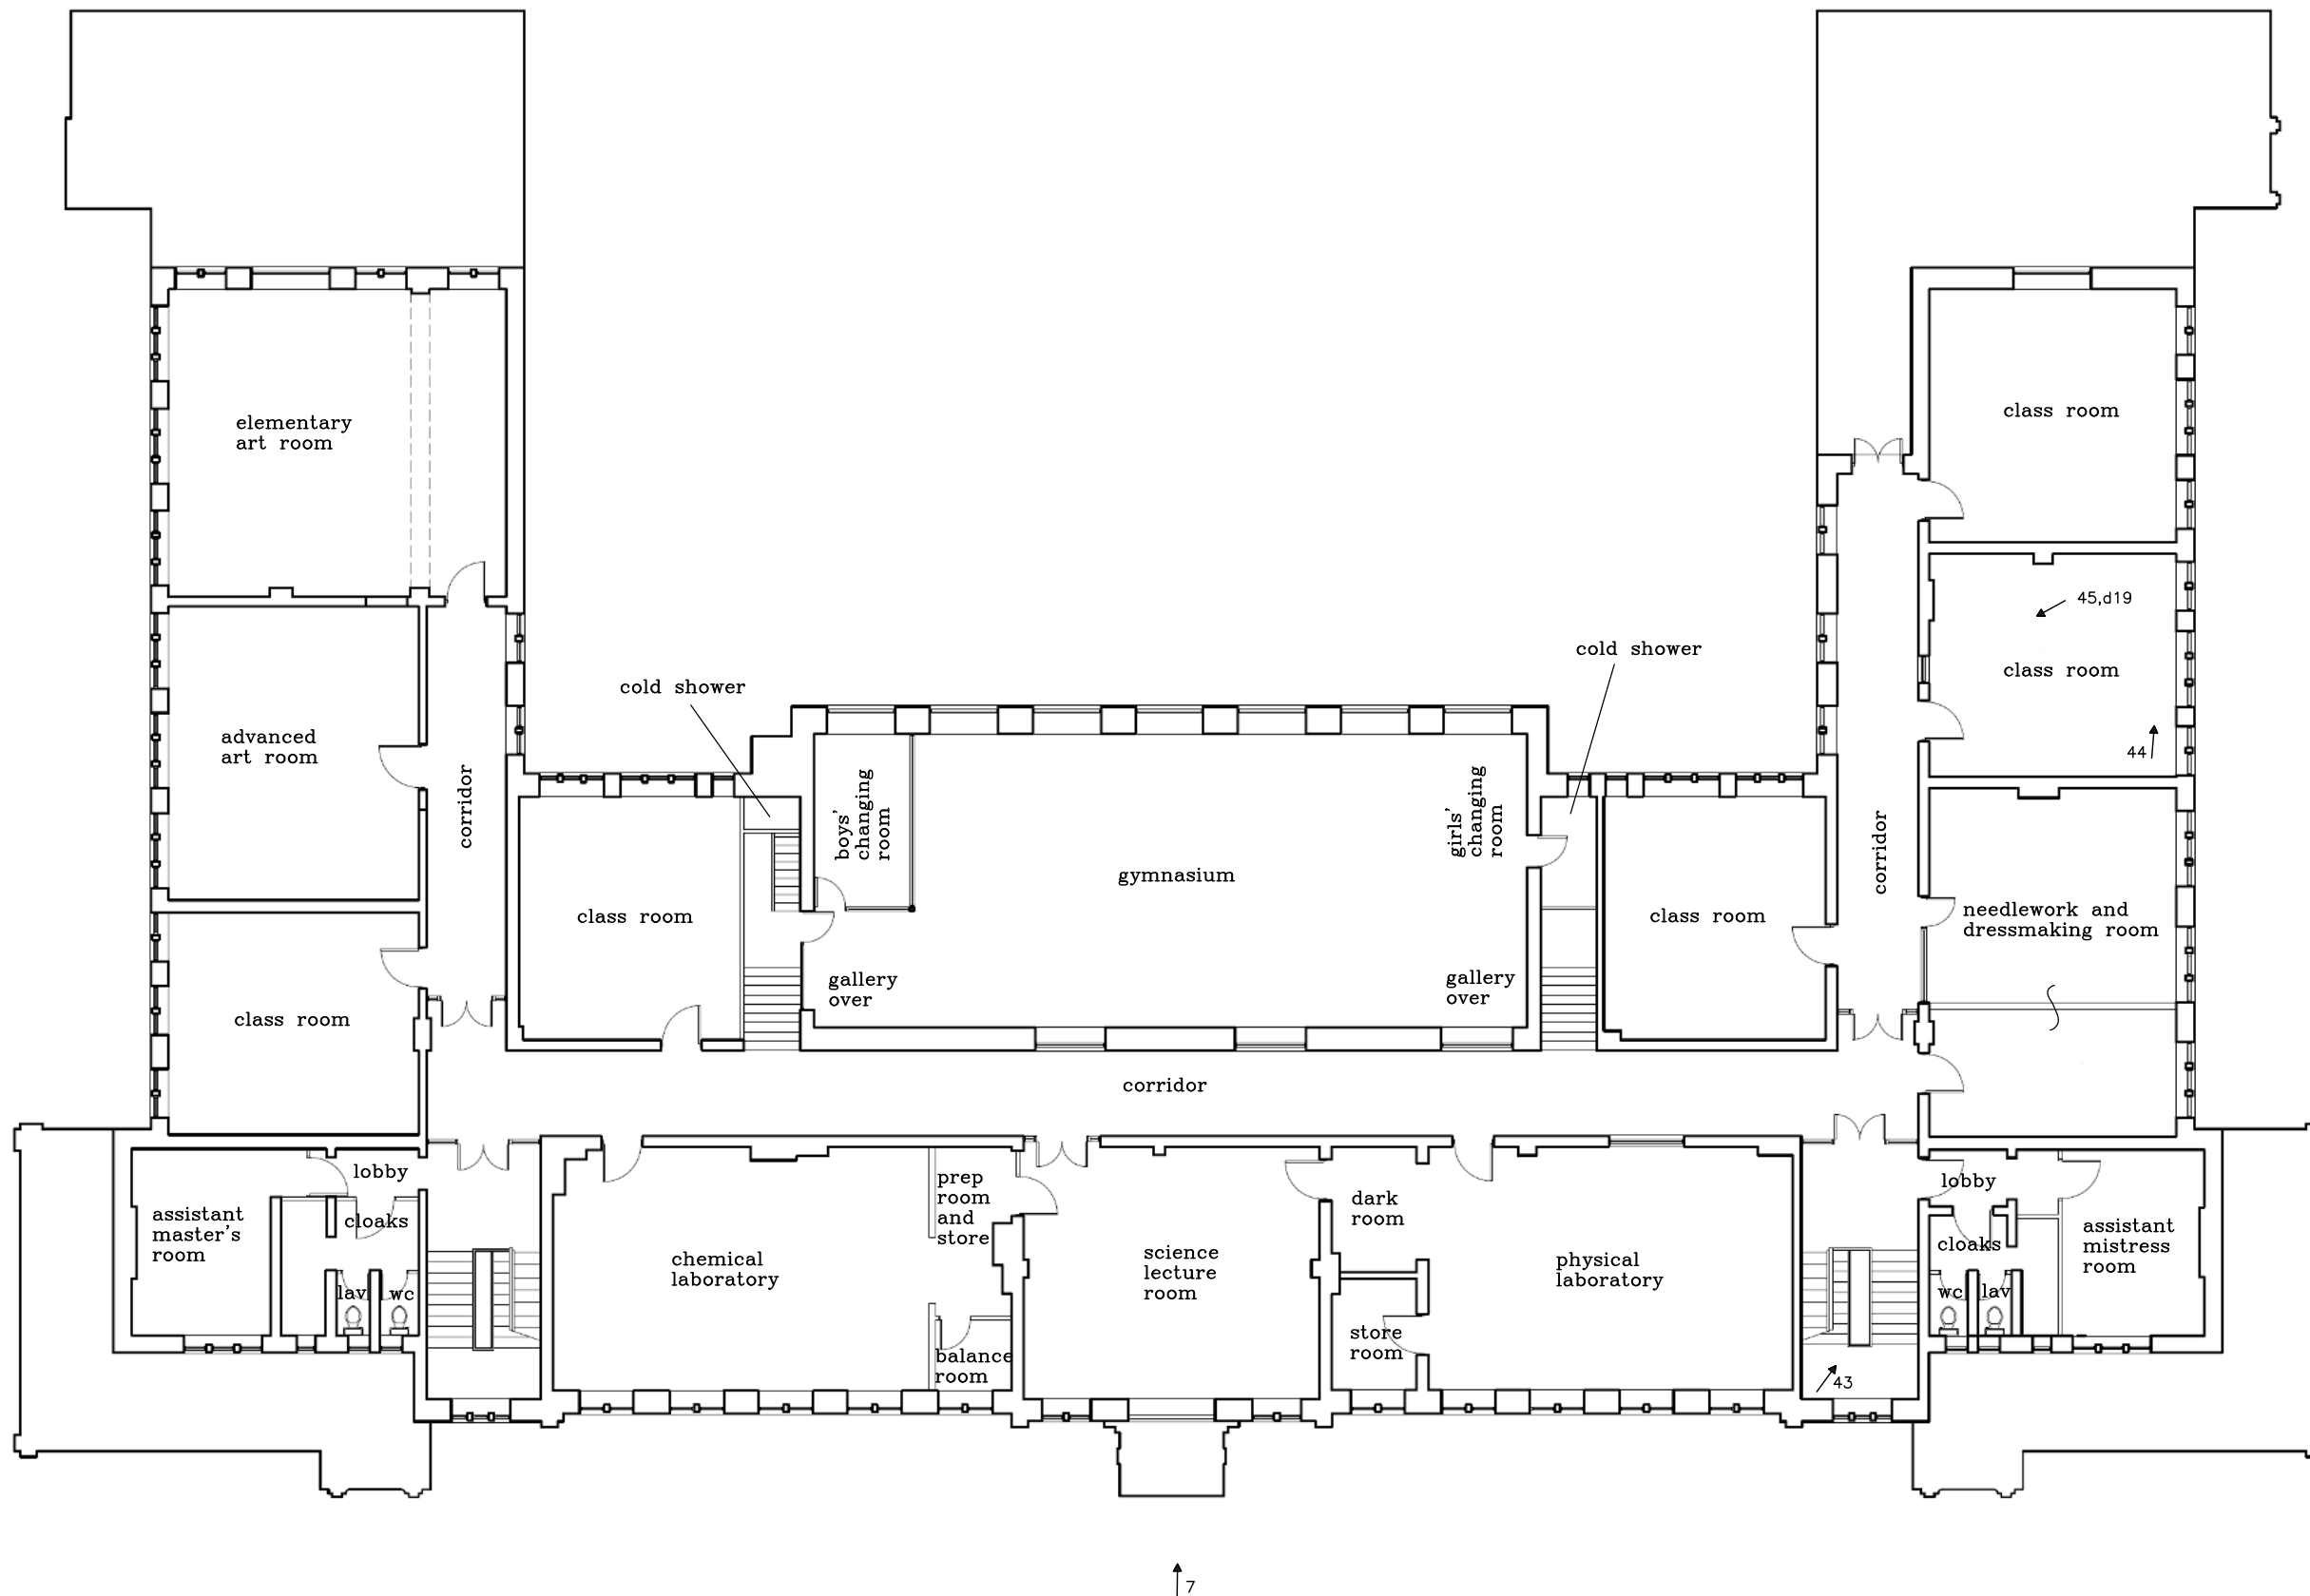 elementary
art room
class room
45,d19
class room
44
cold shower
cold shower
advanced
art room
corridor
boys'
changing
room
girls'
changing
room
corridor
gymnasium
class room
class room
needlework and
dressmaking room
gallery
over
gallery
over
class room
corridor
lobby
assistant
master's
room
cloaks
lav
wc
chemical
laboratory
prep
room
and
store
balance
room
science
lecture
room
dark
room
store
room
physical
laboratory
43
lobby
cloaks
wc
lav
assistant
mistress
room
7